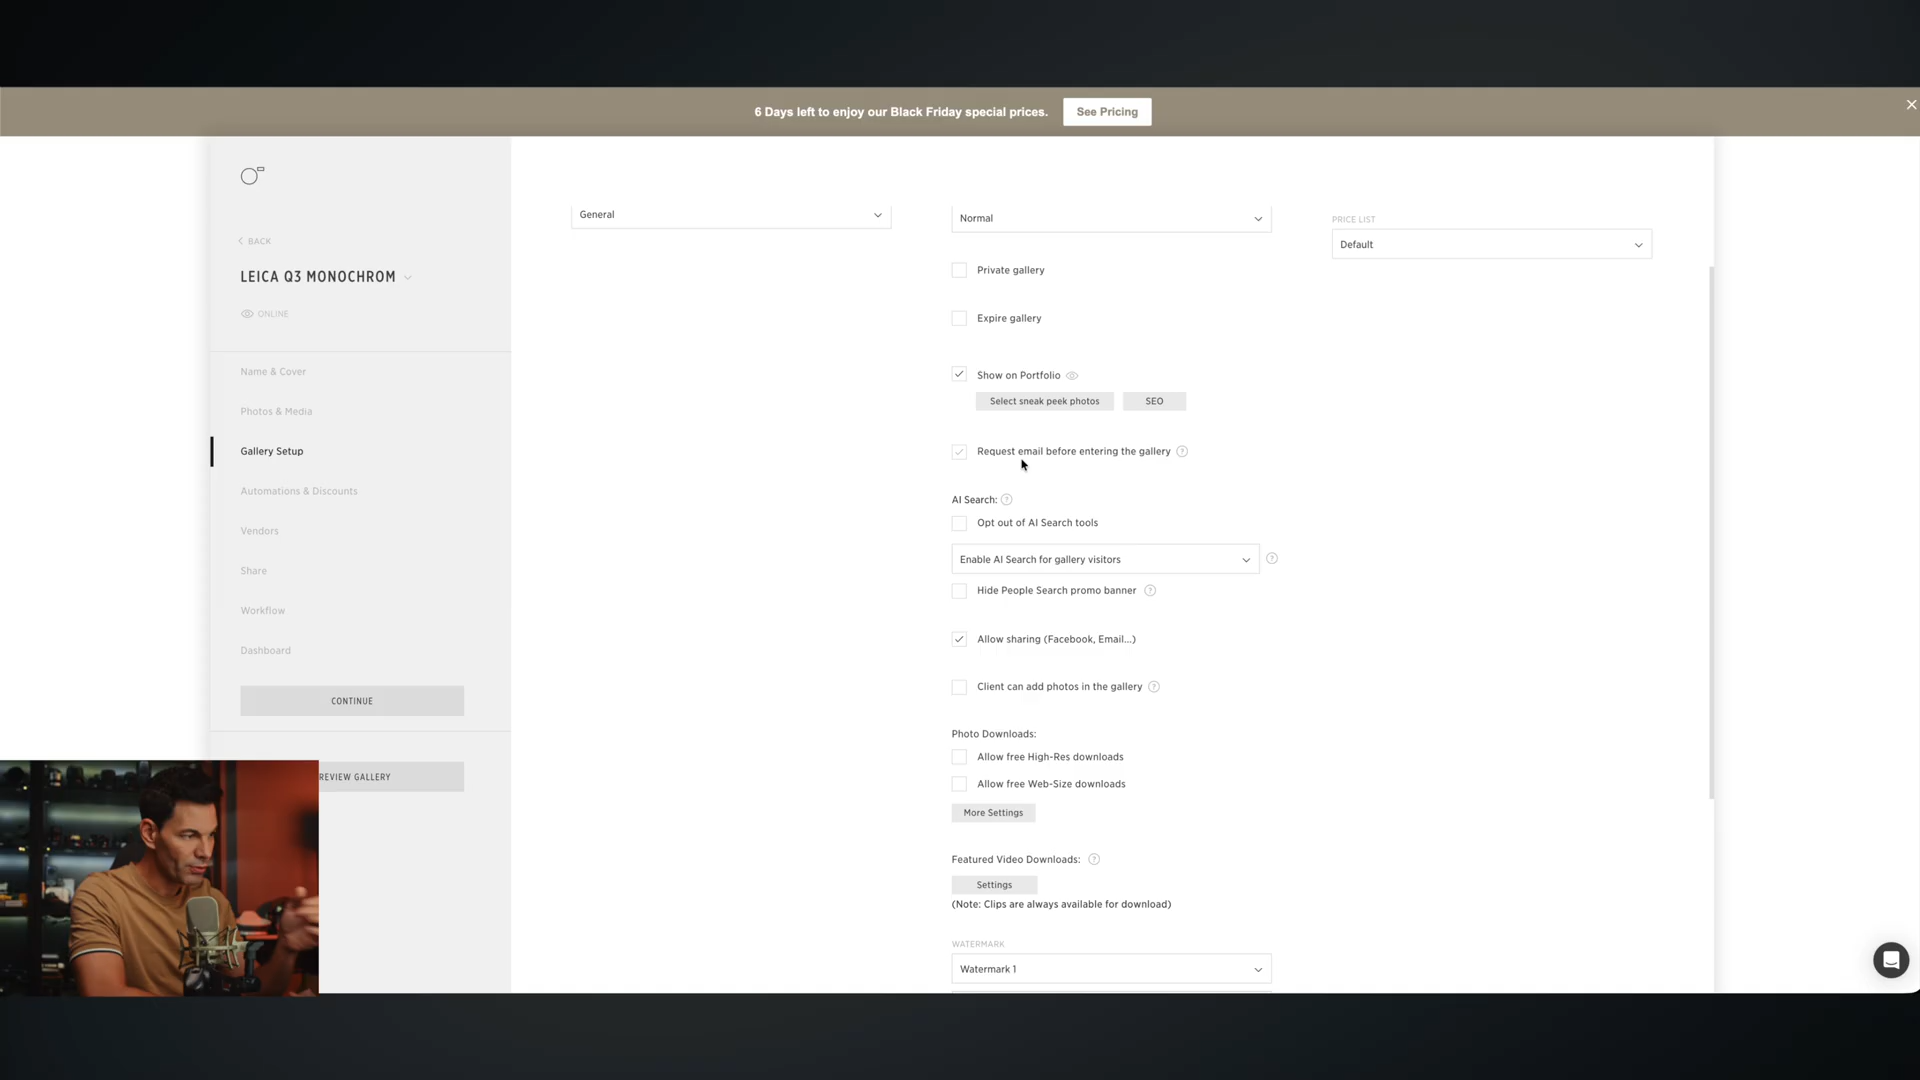 6 Days left to enjoy our Black Friday special prices.
See Pricing
BACK
LEICA Q3 MONOCHROM
ONLINE
Name & Cover
Photos & Media
Gallery Setup
Automations & Discounts
Vendors
Share
Workflow
Dashboard
CONTINUE
REVIEW GALLERY
General
Normal
Private gallery
Expire gallery
Show on Portfolio
Select sneak peek photos
SEO
Request email before entering the gallery
AI Search:
Opt out of AI Search tools
Enable AI Search for gallery visitors
Hide People Search promo banner
Allow sharing (Facebook, Email...)
Client can add photos in the gallery
Photo Downloads:
Allow free High-Res downloads
Allow free Web-Size downloads
More Settings
Featured Video Downloads:
Settings
(Note: Clips are always available for download)
WATERMARK
Watermark 1
PRICE LIST
Default